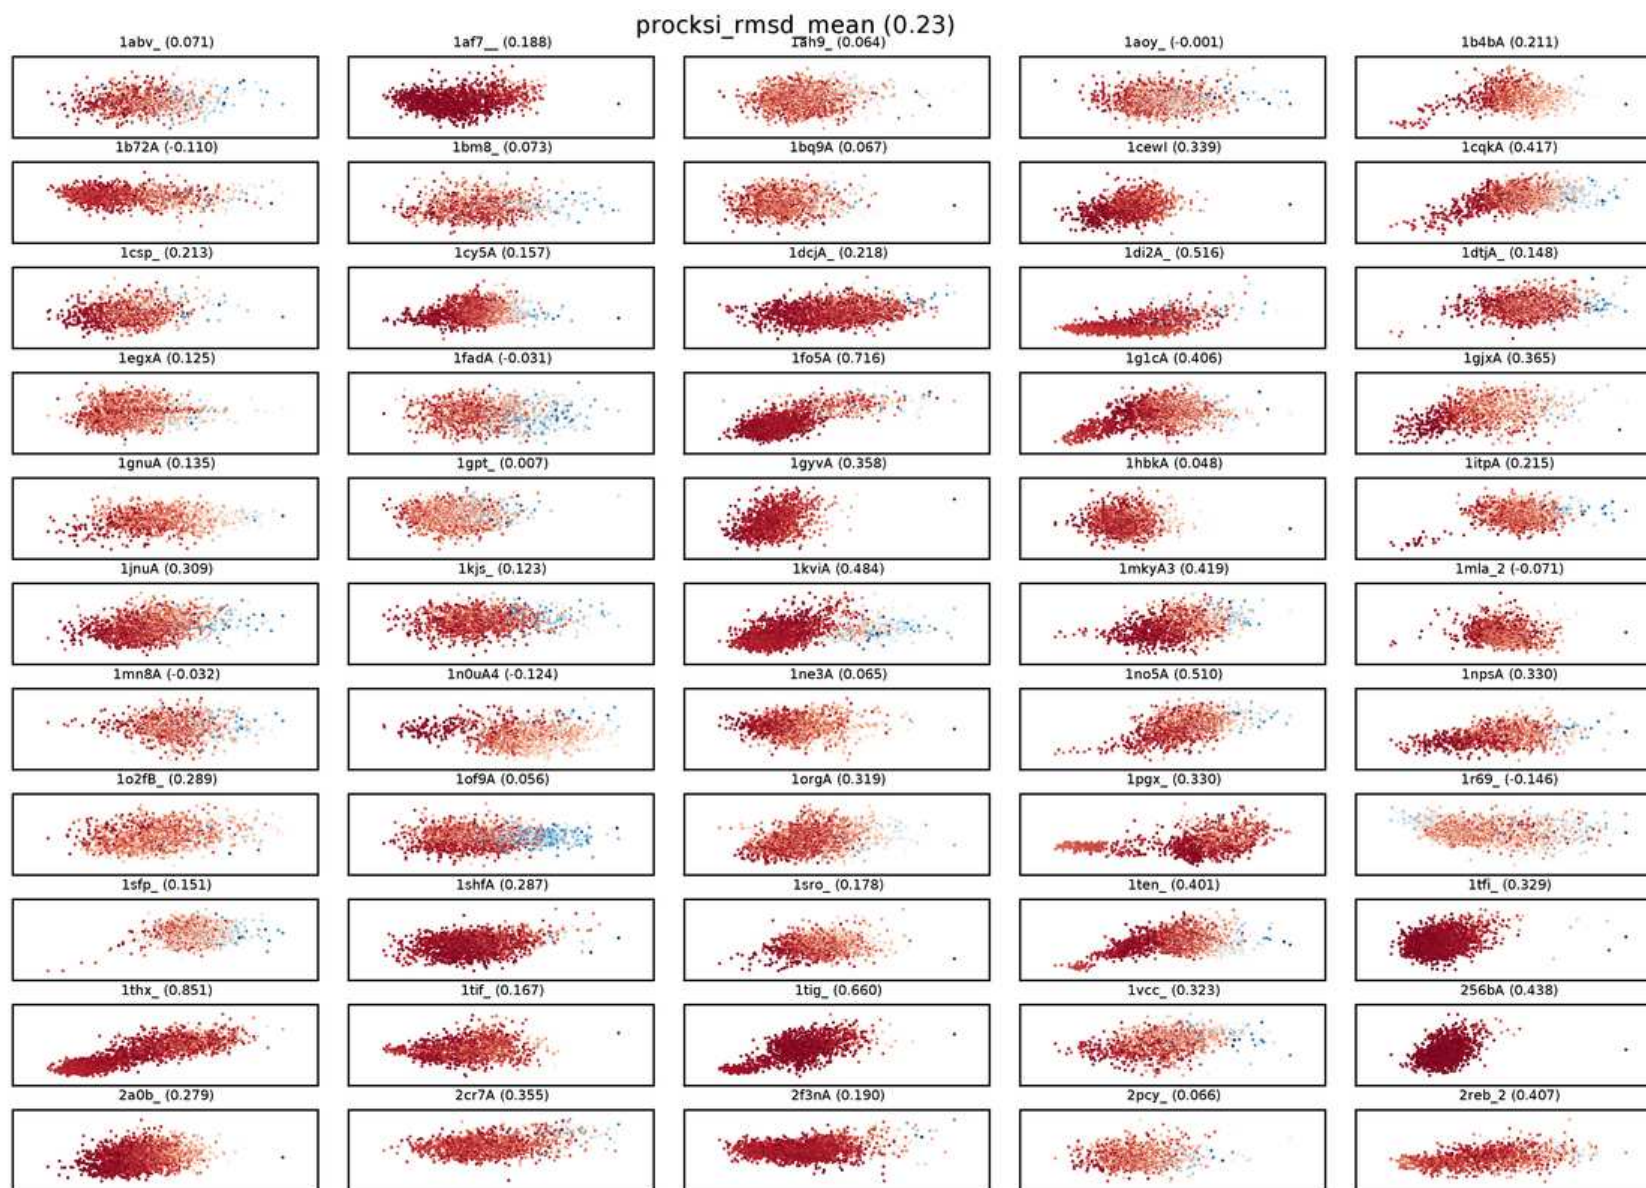 procksi_rmsd_mean (0.23)
1abv_ (0.071) 1af7__ (0.188) 1ah9_ (0.064) 1aoy_ (-0.001) 1b4bA (0.211)
1b72A (-0.110) 1bm8_ (0.073) 1bq9A (0.067) 1cewI (0.339) 1cqkA (0.417)
1csp_ (0.213) 1cy5A (0.157) 1dcjA_ (0.218) 1di2A_ (0.516) 1dtjA_ (0.148)
1egxA (0.125) 1fadA (-0.031) 1fo5A (0.716) 1g1cA (0.406) 1gjxA (0.365)
1gnuA (0.135) 1gpt_ (0.007) 1gyvA (0.358) 1hbkA (0.048) 1itpA (0.215)
1jnuA (0.309) 1kjs_ (0.123) 1kviA (0.484) 1mkyA3 (0.419) 1mla_2 (-0.071)
1mn8A (-0.032) 1n0uA4 (-0.124) 1ne3A (0.065) 1no5A (0.510) 1npsA (0.330)
1o2fB_ (0.289) 1of9A (0.056) 1orgA (0.319) 1pgx_ (0.330) 1r69_ (-0.146)
1sfp_ (0.151) 1shfA (0.287) 1sro_ (0.178) 1ten_ (0.401) 1tfi_ (0.329)
1thx_ (0.851) 1tif_ (0.167) 1tig_ (0.660) 1vcc_ (0.323) 256bA (0.438)
2a0b_ (0.279) 2cr7A (0.355) 2f3nA (0.190) 2pcy_ (0.066) 2reb_2 (0.407)